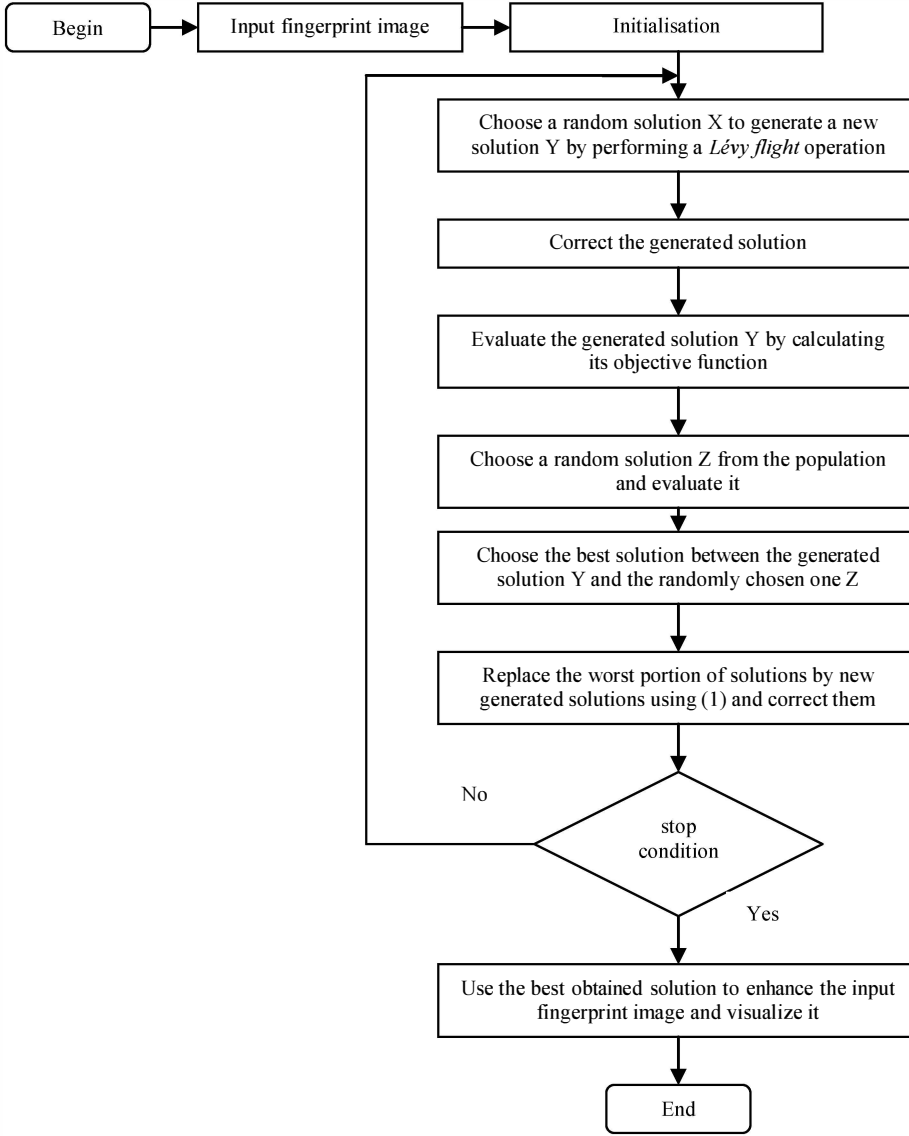 Begin
Input fingerprint image
Initialisation
Choose a random solution X to generate a new
solution Y by performing a Lévy flight operation
Correct the generated solution
Evaluate the generated solution Y by calculating
its objective function
Choose a random solution Z from the population
and evaluate it
Choose the best solution between the generated
solution Y and the randomly chosen one Z
Replace the worst portion of solutions by new
generated solutions using (1) and correct them
No
stop
condition
Yes
Use the best obtained solution to enhance the input
fingerprint image and visualize it
End